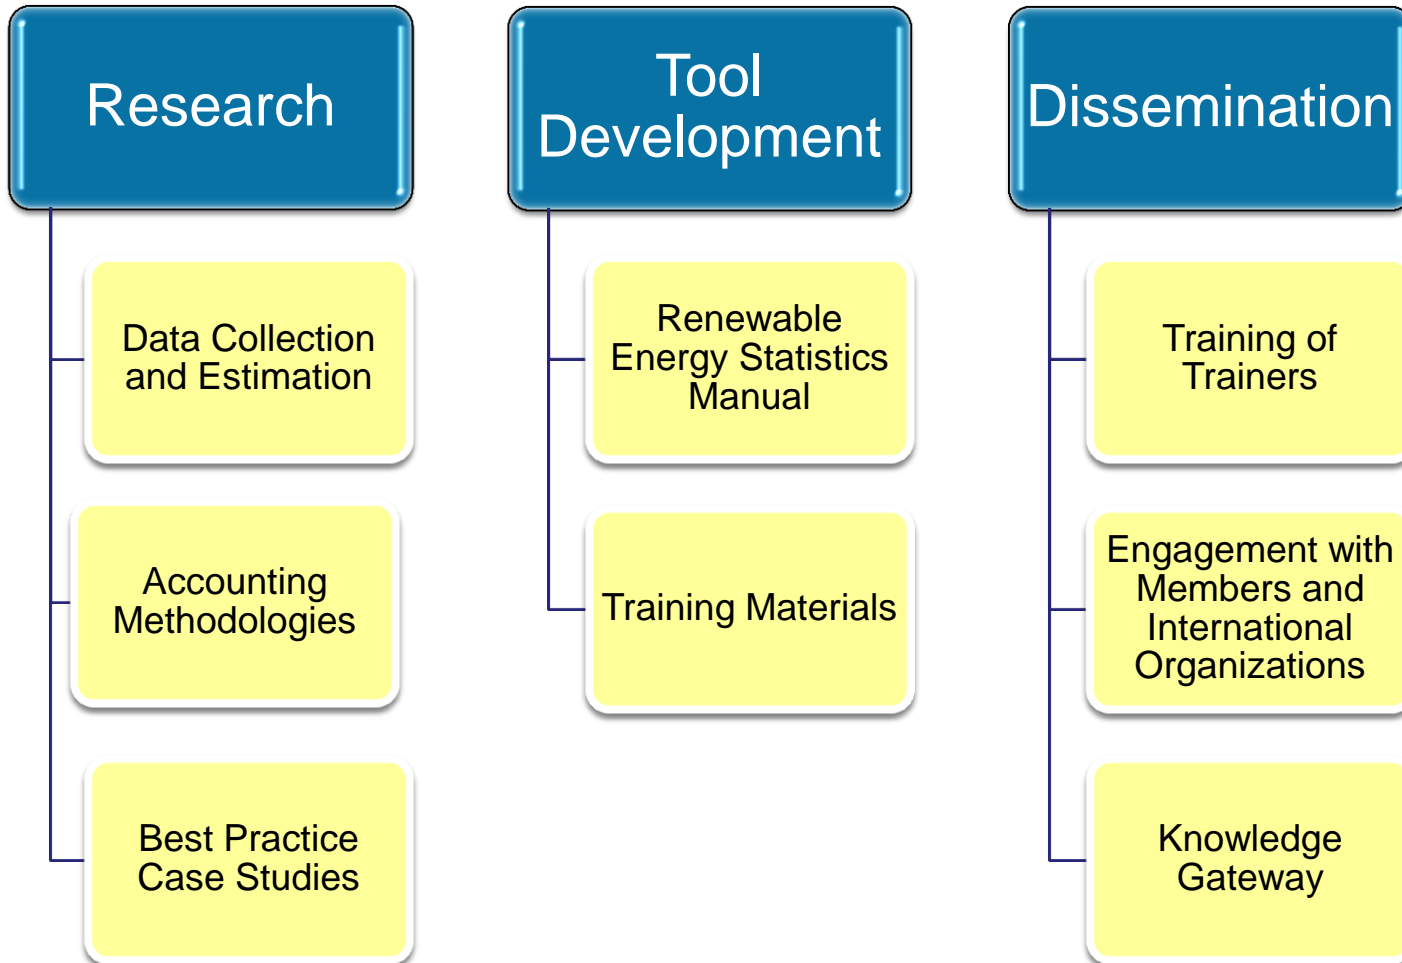 Research
Data Collection
and Estimation
Accounting
Methodologies
Best Practice
Case Studies
Tool
Development
Renewable
Energy Statistics
Manual
Training Materials
Dissemination
Training of
Trainers
Engagement with
Members and
International
Organizations
Knowledge
Gateway